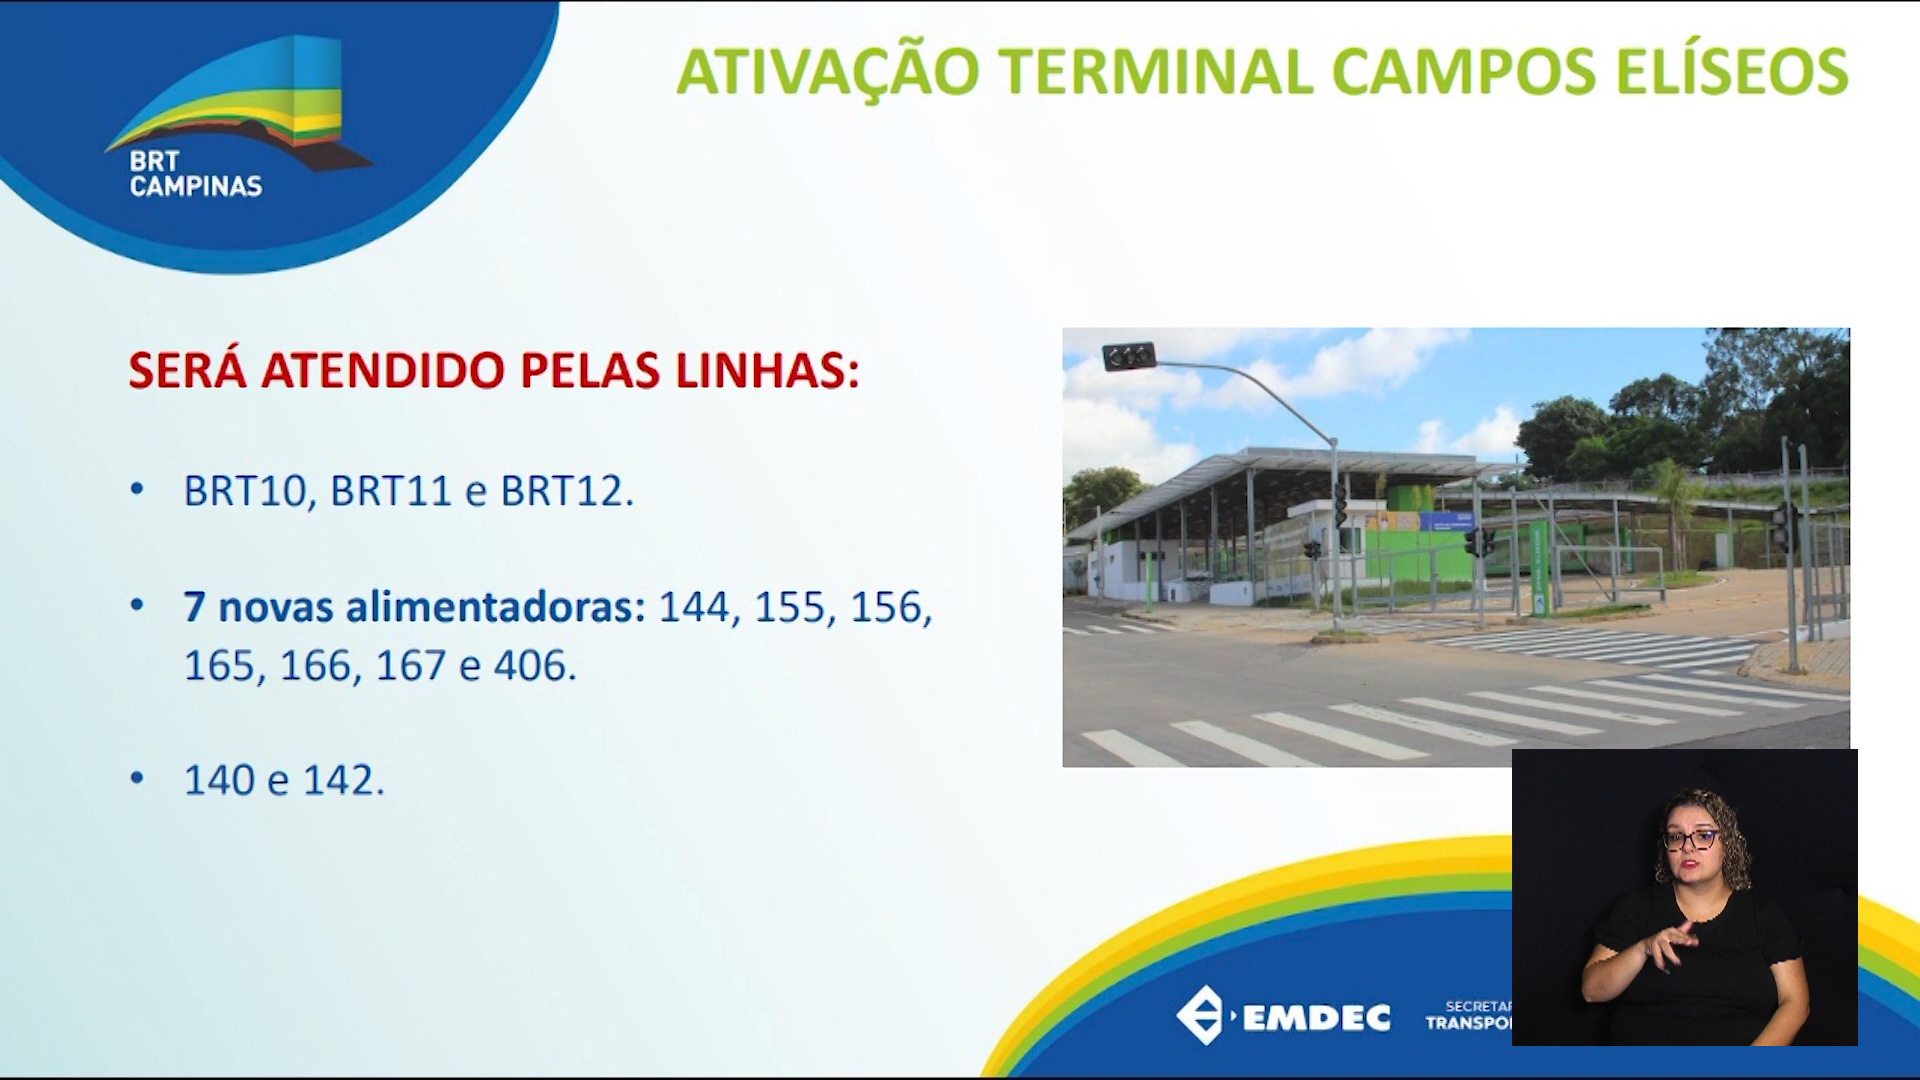 BRT
CAMPINAS
ATIVAÇÃO TERMINAL CAMPOS ELÍSEOS
SERÁ ATENDIDO PELAS LINHAS:
• BRT10, BRT11 e BRT12.
• 7 novas alimentadoras: 144, 155, 156,
165, 166, 167 e 406.
• 140 e 142.
EMDEC